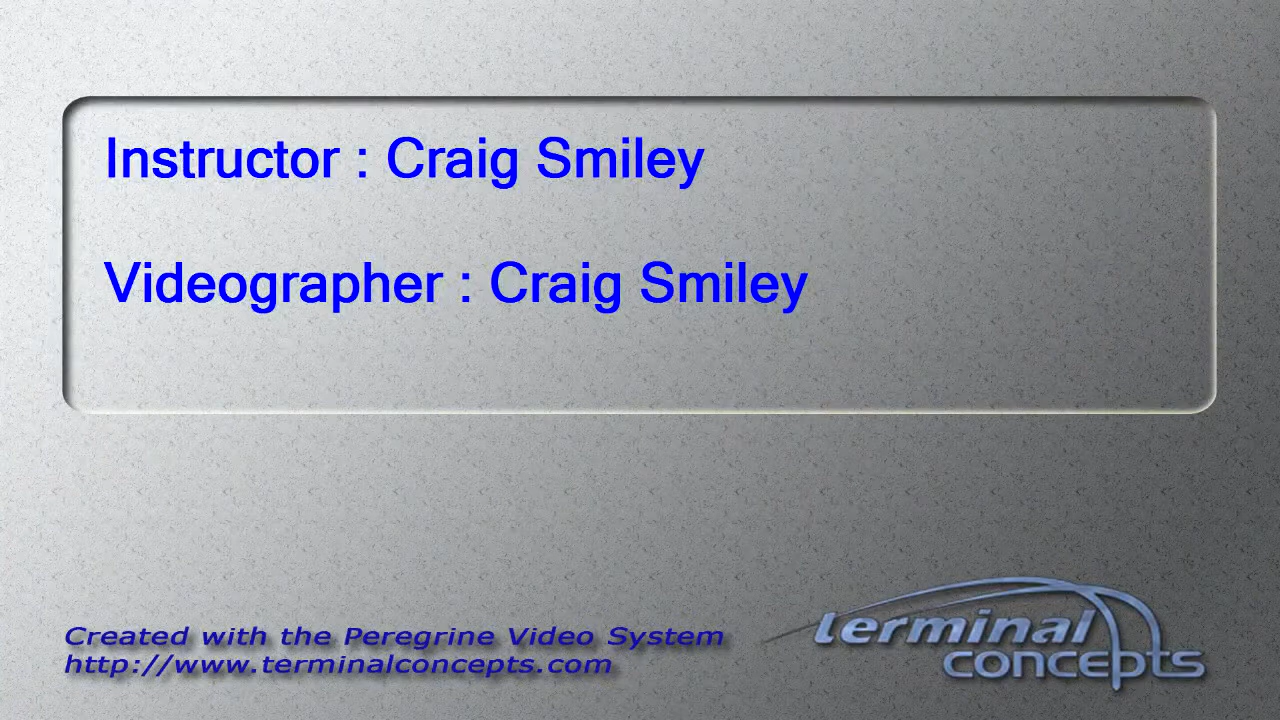 Instructor : Craig Smiley
Videographer : Craig Smiley
Created with the Peregrine Video System
http://www.terminalconcepts.com
terminal
concepts